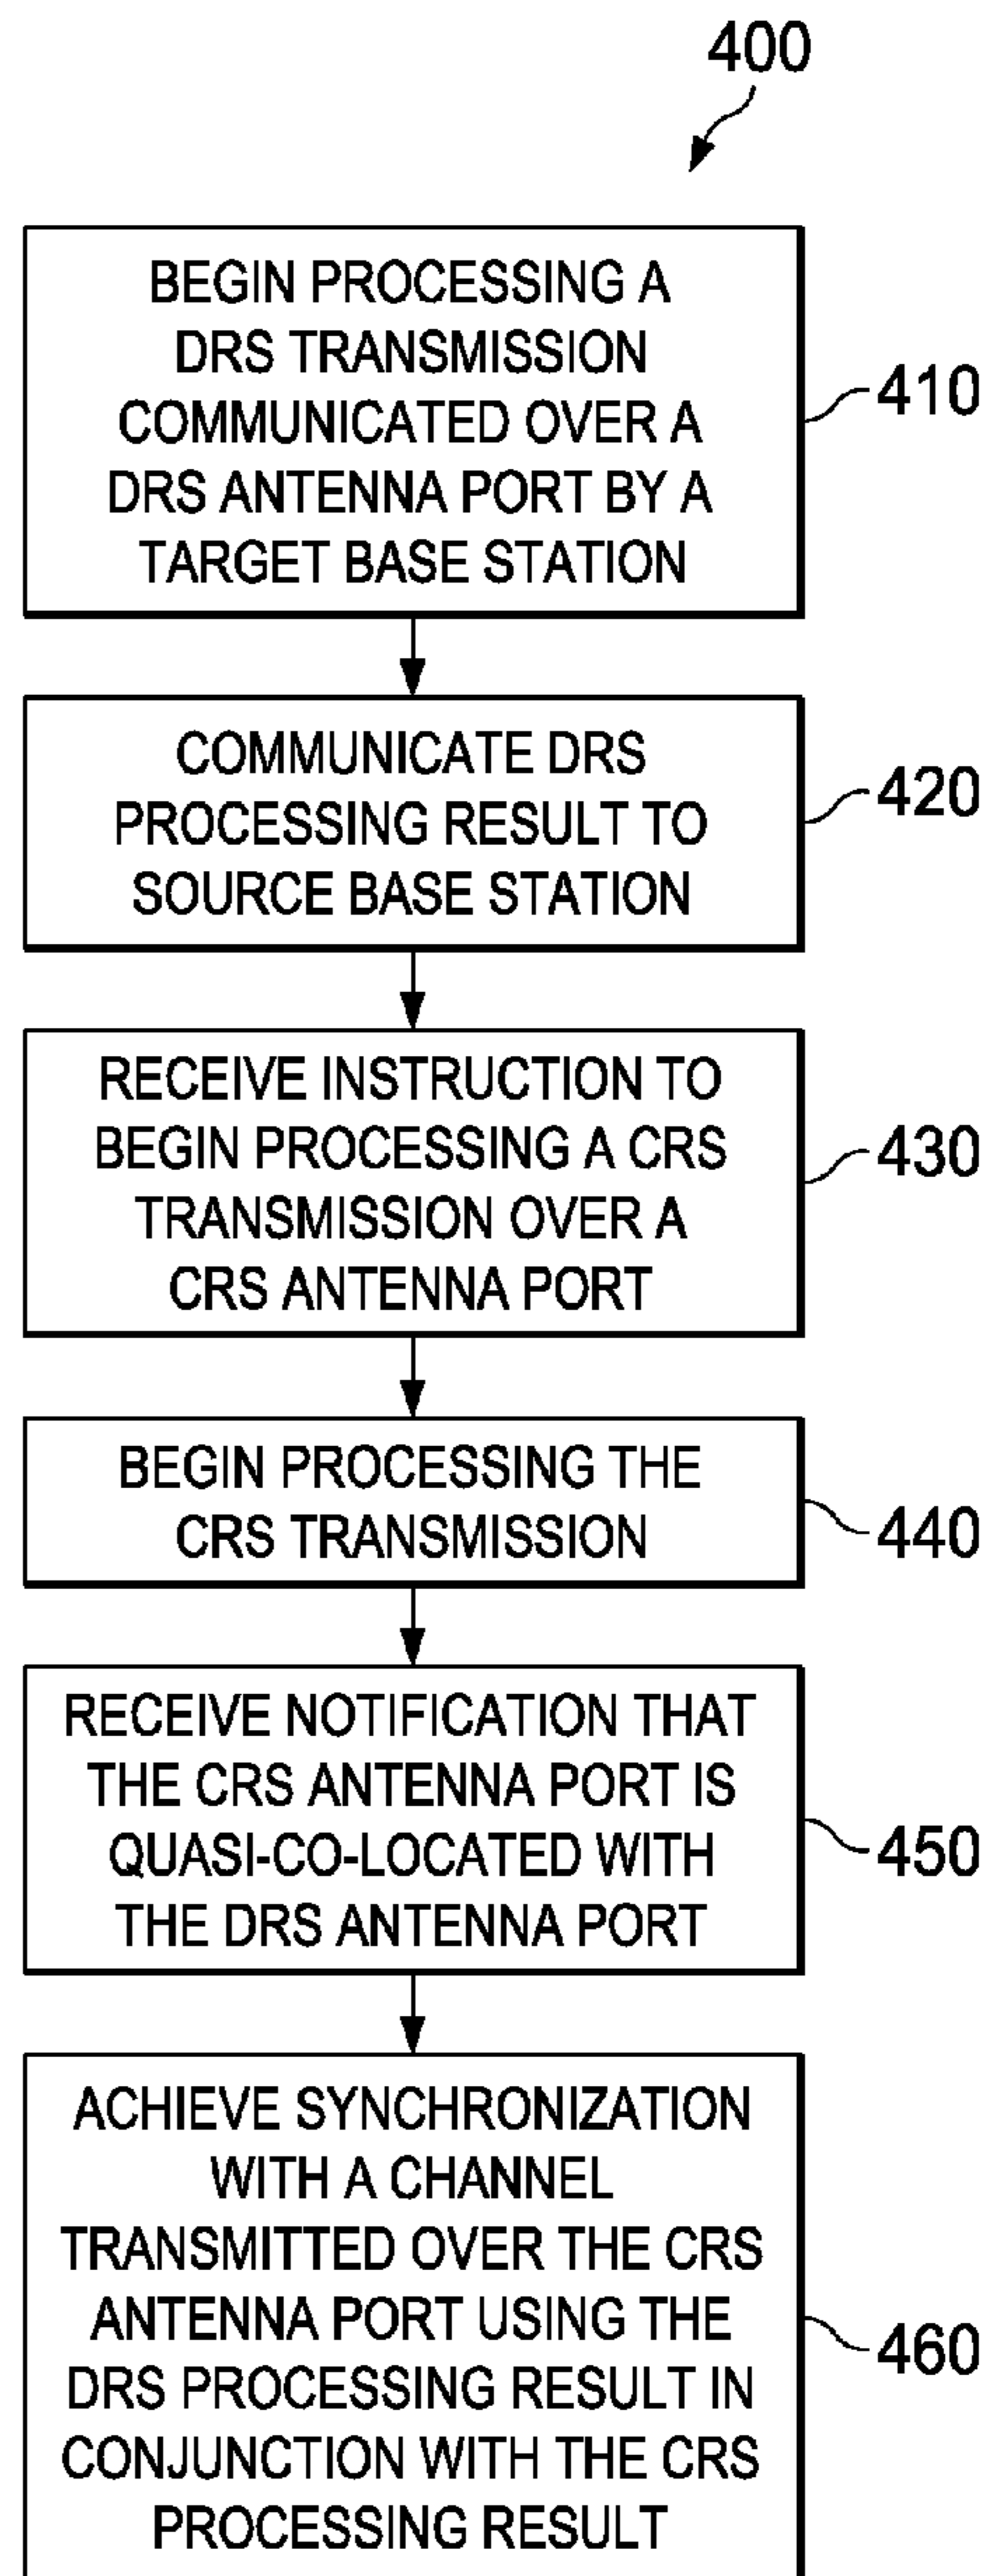 400
BEGIN PROCESSING A
DRS TRANSMISSION
COMMUNICATED OVER A
DRS ANTENNA PORT BY A
TARGET BASE STATION
410
COMMUNICATE DRS
PROCESSING RESULT TO
SOURCE BASE STATION
420
RECEIVE INSTRUCTION TO
BEGIN PROCESSING A CRS
TRANSMISSION OVER A
CRS ANTENNA PORT
430
BEGIN PROCESSING THE
CRS TRANSMISSION
440
RECEIVE NOTIFICATION THAT
THE CRS ANTENNA PORT IS
QUASI-CO-LOCATED WITH
THE DRS ANTENNA PORT
450
ACHIEVE SYNCHRONIZATION
WITH A CHANNEL
TRANSMITTED OVER THE CRS
ANTENNA PORT USING THE
DRS PROCESSING RESULT IN
CONJUNCTION WITH THE CRS
PROCESSING RESULT
460